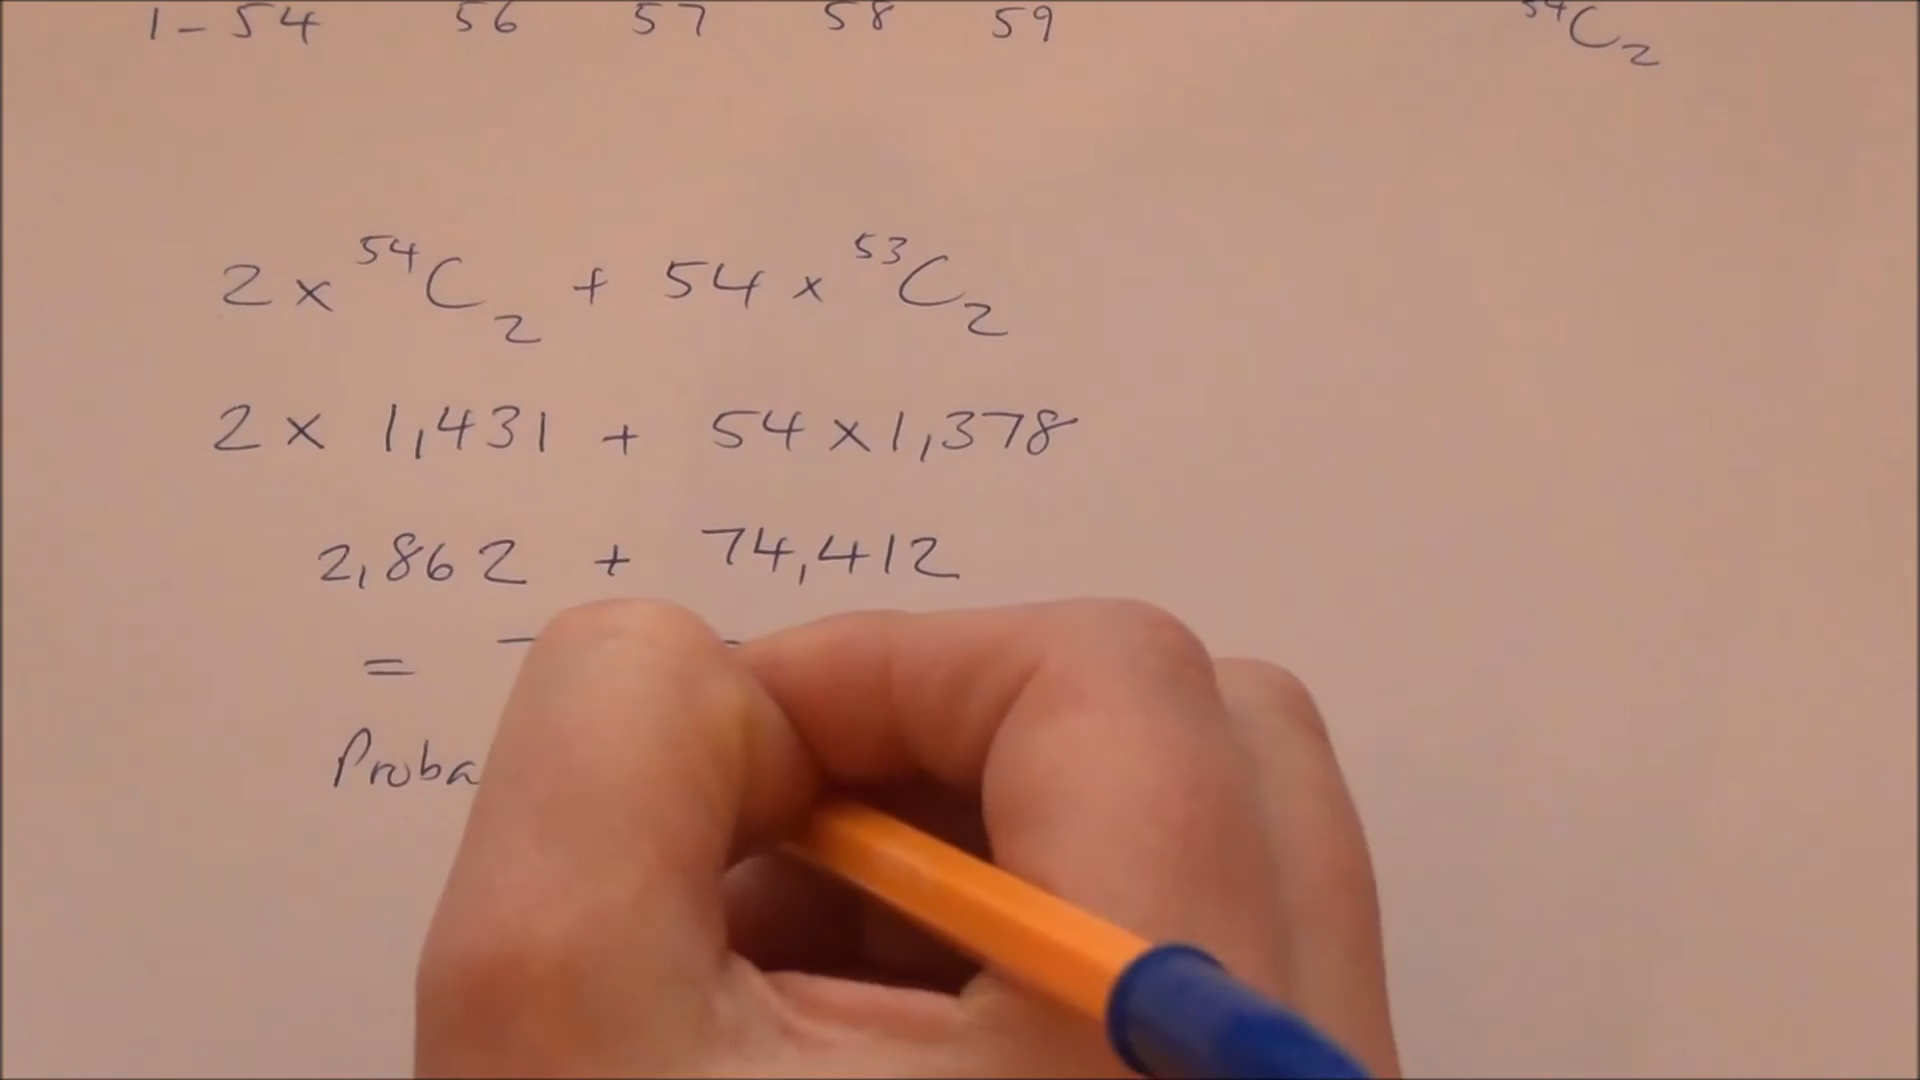 1 - 54 56 57 58 59 ⁵⁴C₂
2 x ⁵⁴C₂ + 54 x ⁵³C₂
2 x 1,431 + 54 x 1,378
2,862 + 74,412
=
Proba